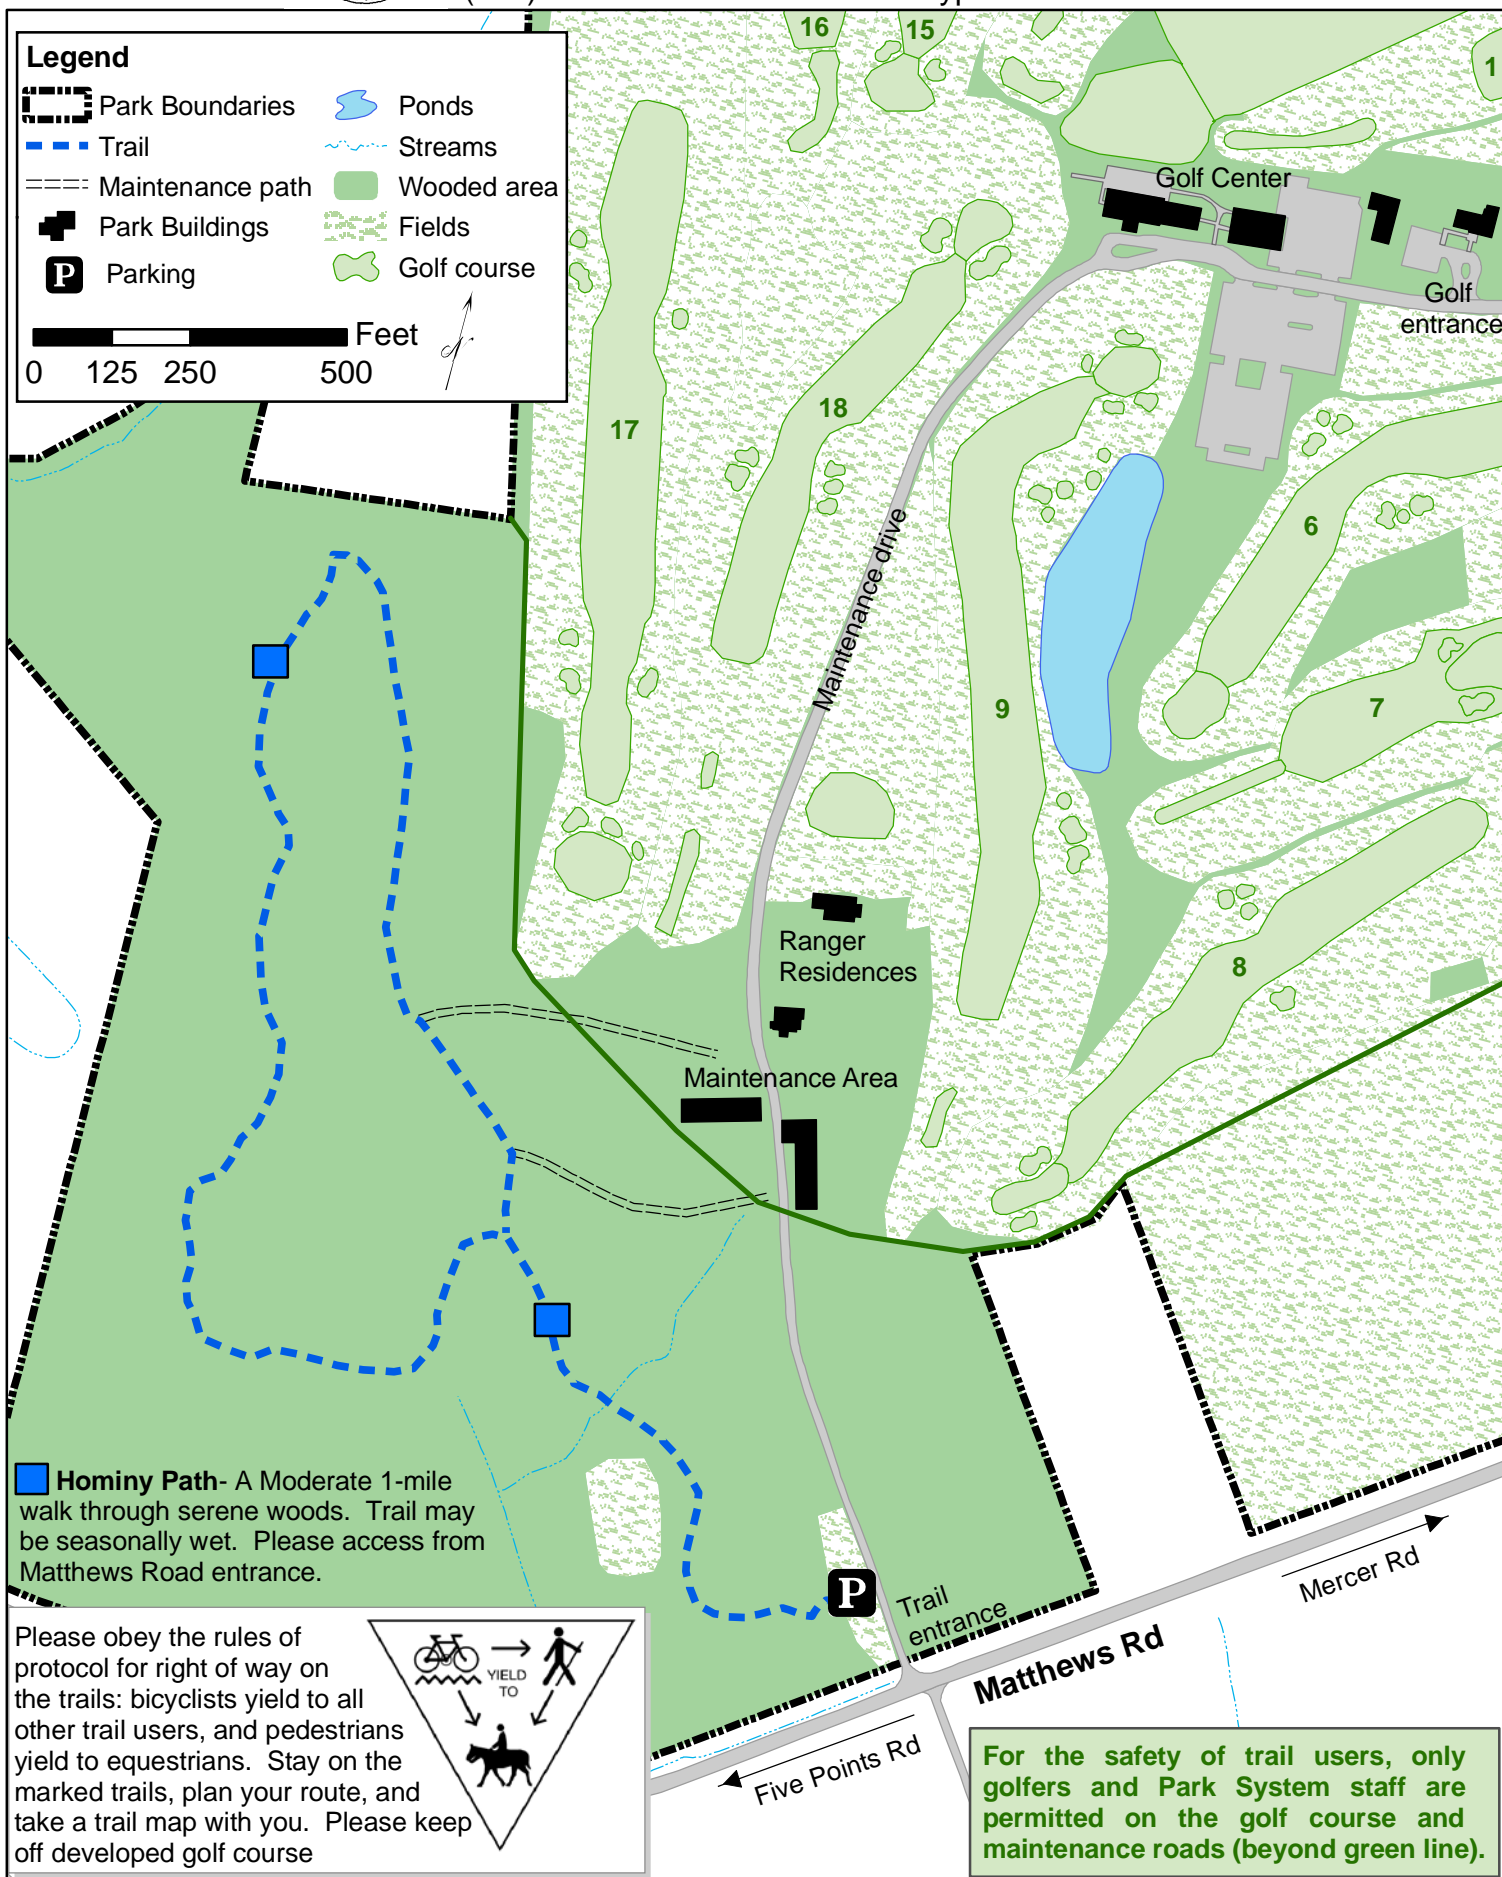 Legend
Park Boundaries
Ponds
Trail
Streams
Maintenance path
Wooded area
Park Buildings
Fields
P
Parking
Golf course
Feet
0 125 250 500
N
16
15
1
Golf Center
Golf
entrance
17
18
6
Maintenance drive
9
7
8
Ranger
Residences
Maintenance Area
Hominy Path- A Moderate 1-mile
walk through serene woods. Trail may
be seasonally wet. Please access from
Matthews Road entrance.
P
Trail
entrance
Mercer Rd
Matthews Rd
Five Points Rd
Please obey the rules of
protocol for right of way on
the trails: bicyclists yield to all
other trail users, and pedestrians
yield to equestrians. Stay on the
marked trails, plan your route, and
take a trail map with you. Please keep
off developed golf course
YIELD
TO
For the safety of trail users, only
golfers and Park System staff are
permitted on the golf course and
maintenance roads (beyond green line).